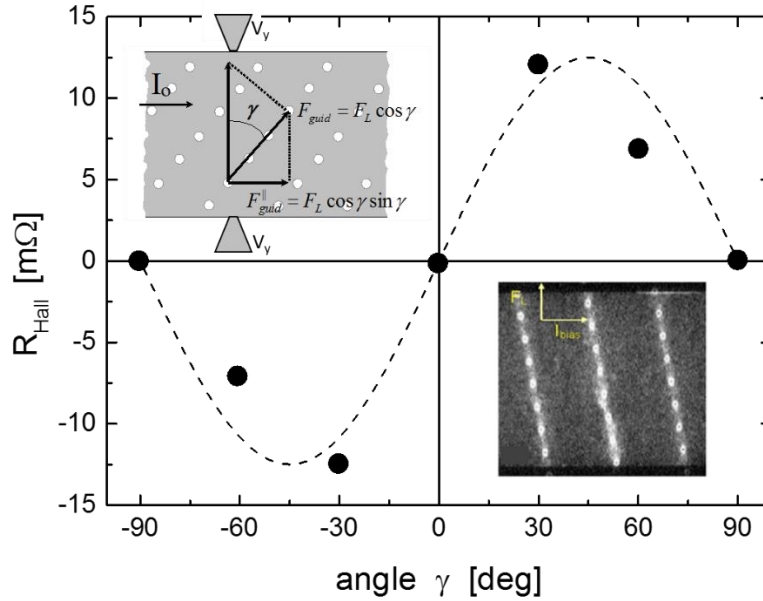 15
10
5
0
-5
-10
-15
R_Hall [mΩ]
V_y
I_o
γ
F_guid = F_L cos γ
F_guid^∥ = F_L cos γ sin γ
V_y
F_L
I_bias
-90 -60 -30 0 30 60 90
angle γ [deg]